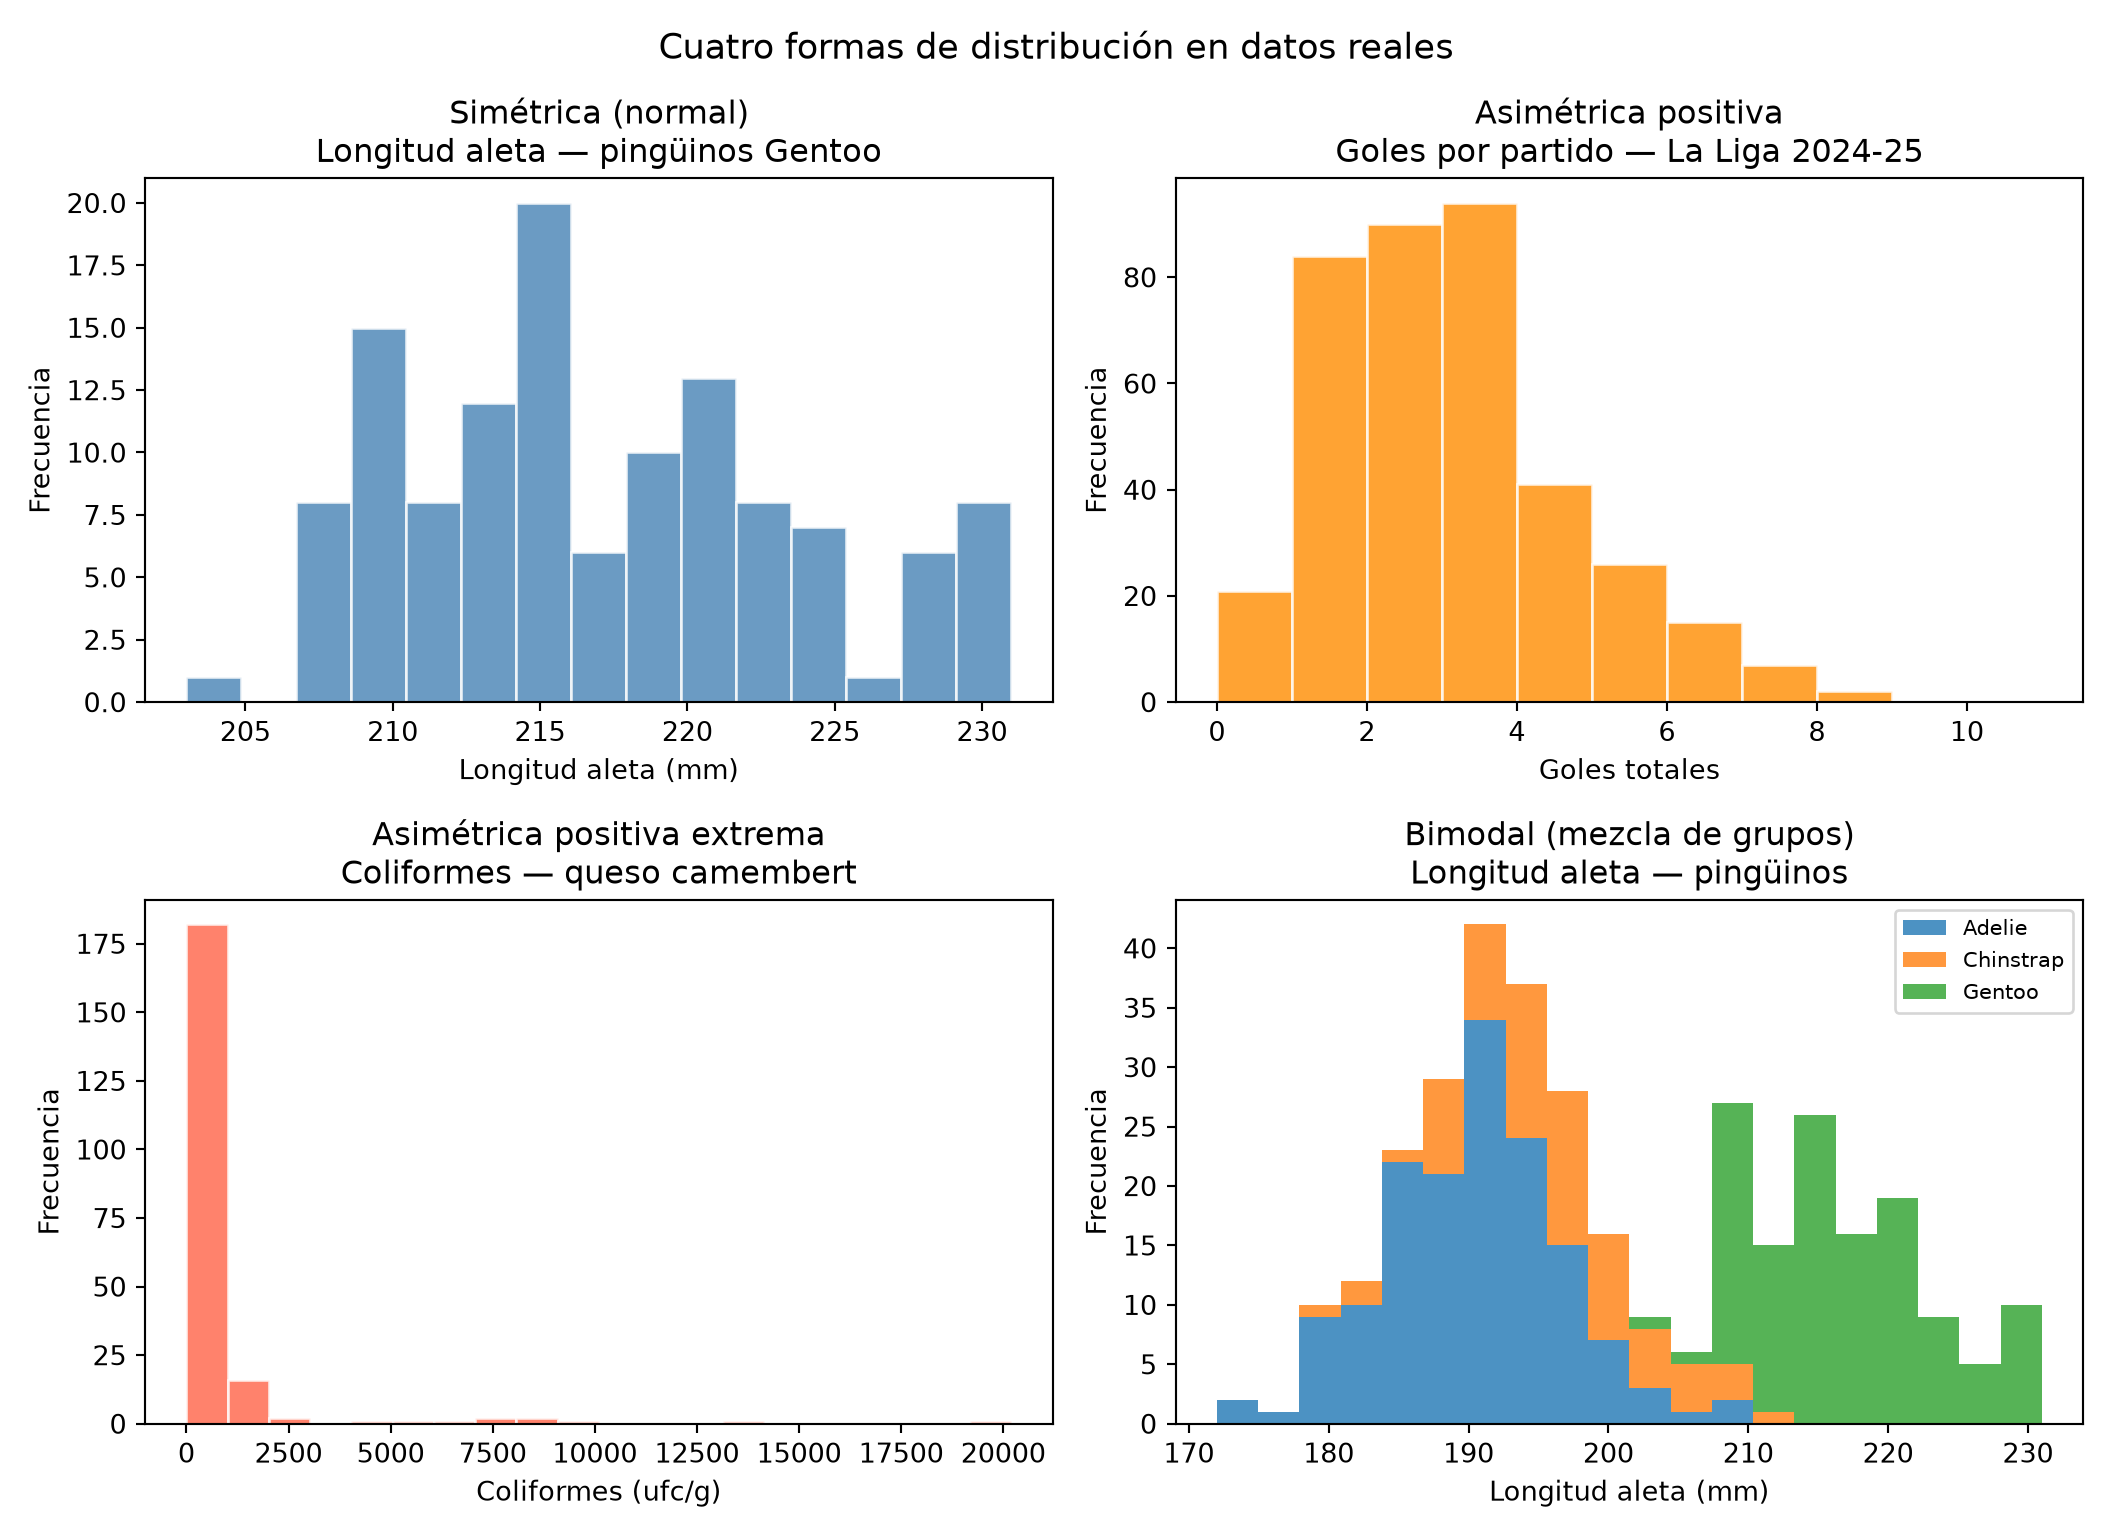 Cuatro formas de distribución en datos reales
Simétrica (normal)
Longitud aleta — pingüinos Gentoo
Frecuencia
20.0
17.5
15.0
12.5
10.0
7.5
5.0
2.5
0.0
205 210 215 220 225 230
Longitud aleta (mm)
Asimétrica positiva
Goles por partido — La Liga 2024-25
Frecuencia
80
60
40
20
0
0 2 4 6 8 10
Goles totales
Asimétrica positiva extrema
Coliformes — queso camembert
Frecuencia
175
150
125
100
75
50
25
0
0 2500 5000 7500 10000 12500 15000 17500 20000
Coliformes (ufc/g)
Bimodal (mezcla de grupos)
Longitud aleta — pingüinos
Frecuencia
40
35
30
25
20
15
10
5
0
Adelie
Chinstrap
Gentoo
170 180 190 200 210 220 230
Longitud aleta (mm)